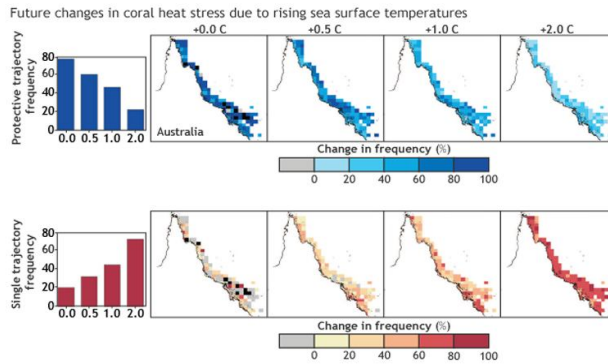 Future changes in coral heat stress due to rising sea surface temperatures
+0.0 C +0.5 C +1.0 C +2.0 C
Protective trajectory
frequency
80
60
40
20
0
0.0 0.5 1.0 2.0
Australia
Change in frequency (%)
0 20 40 60 80 100
Single trajectory
frequency
80
60
40
20
0
0.0 0.5 1.0 2.0
Change in frequency (%)
0 20 40 60 80 100